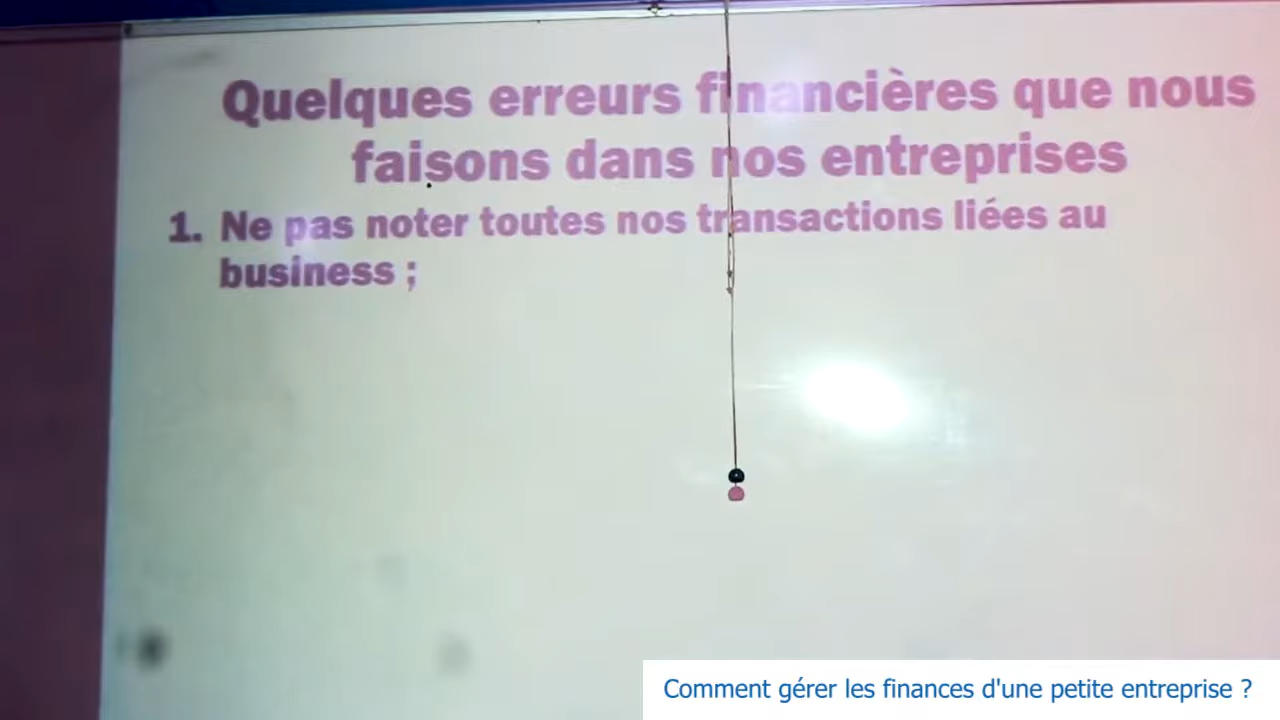 Quelques erreurs financières que nous
faisons dans nos entreprises
1. Ne pas noter toutes nos transactions liées au
business ;
Comment gérer les finances d'une petite entreprise ?